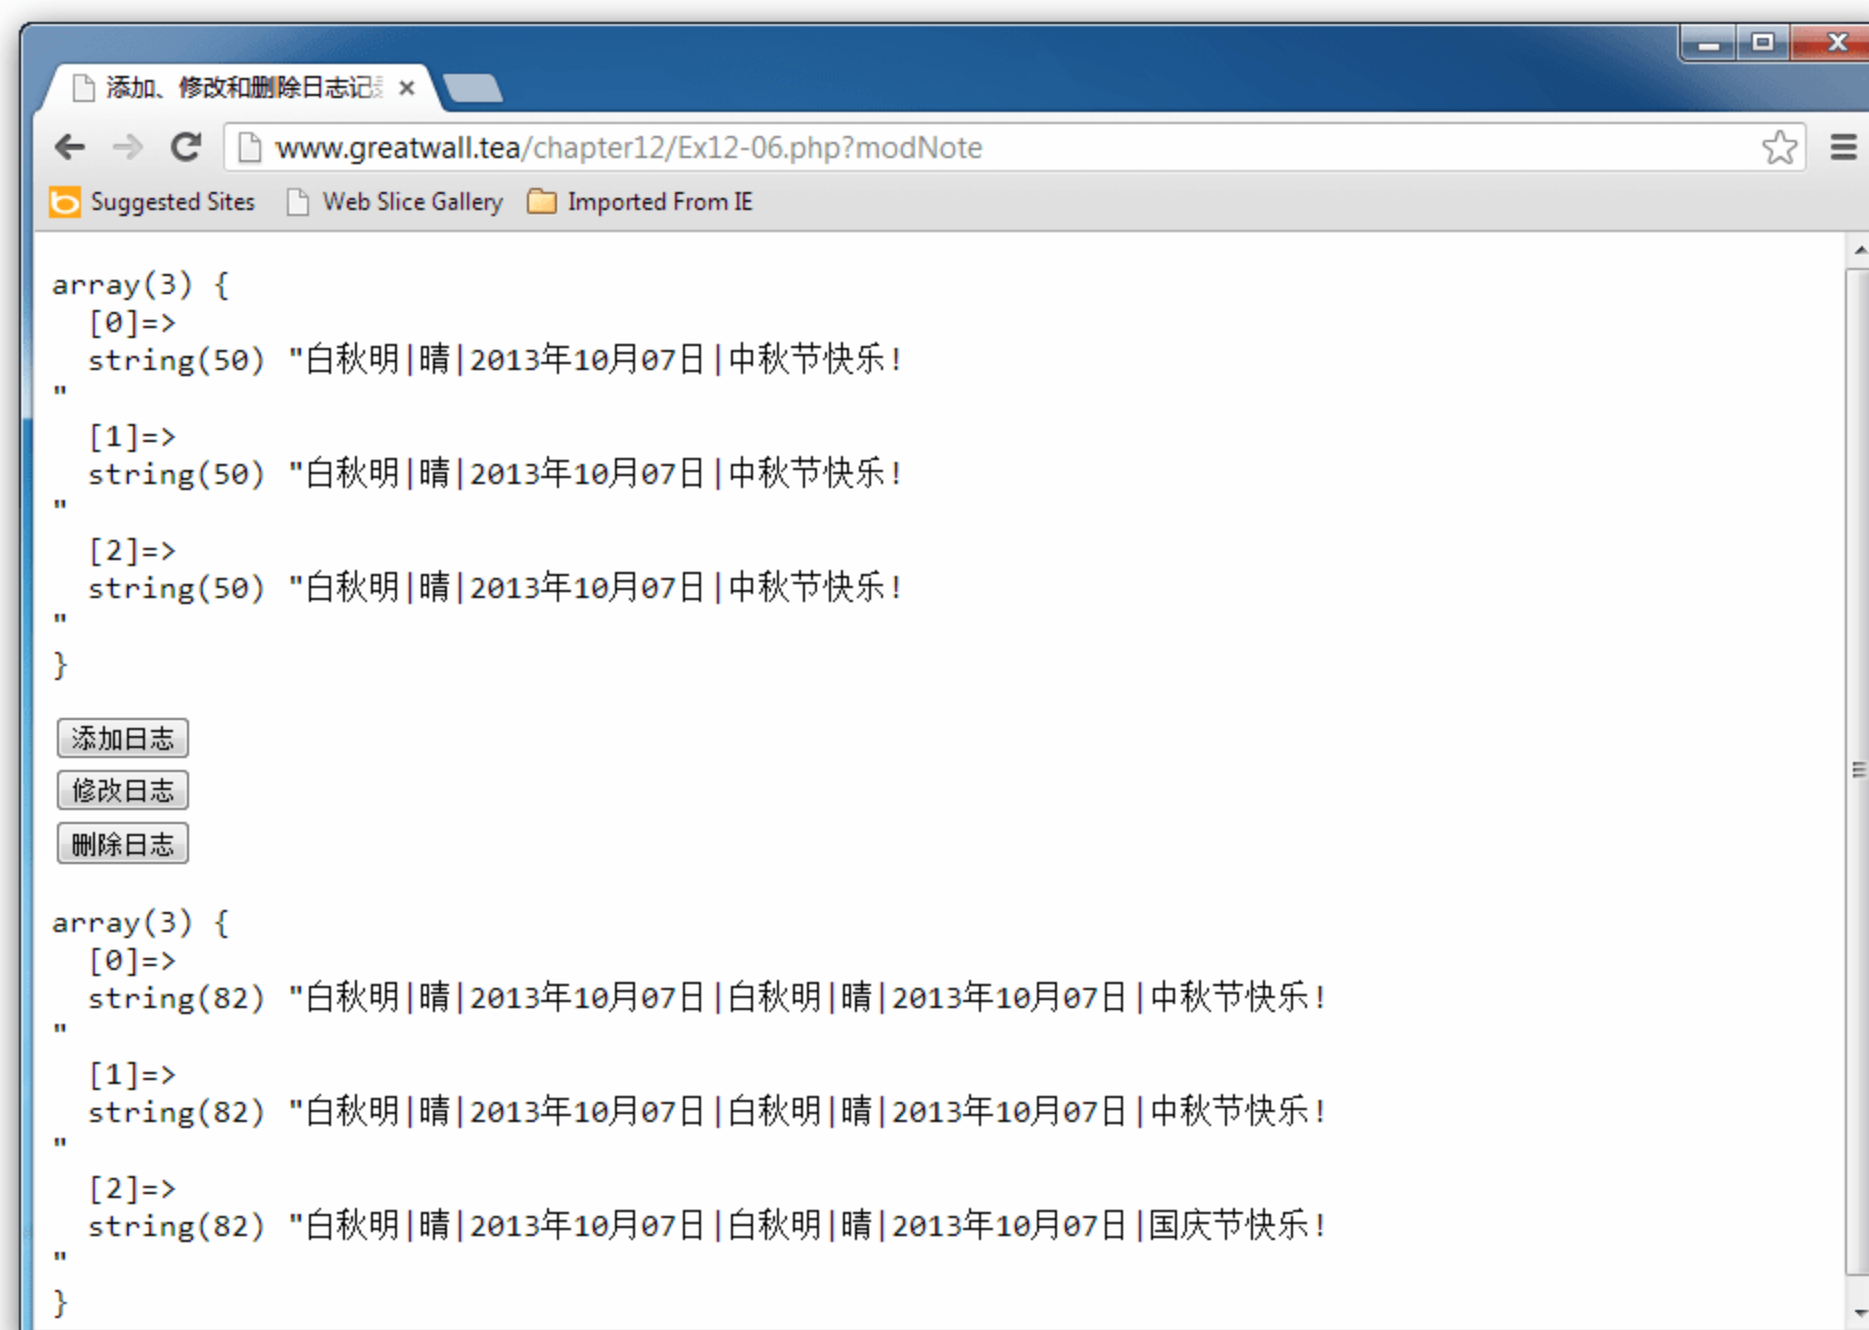 添加、修改和删除日志记
www.greatwall.tea/chapter12/Ex12-06.php?modNote
Suggested Sites Web Slice Gallery Imported From IE
array(3) {
  [0]=>
  string(50) "白秋明|晴|2013年10月07日|中秋节快乐!
"
  [1]=>
  string(50) "白秋明|晴|2013年10月07日|中秋节快乐!
"
  [2]=>
  string(50) "白秋明|晴|2013年10月07日|中秋节快乐!
"
}
添加日志
修改日志
删除日志
array(3) {
  [0]=>
  string(82) "白秋明|晴|2013年10月07日|白秋明|晴|2013年10月07日|中秋节快乐!
"
  [1]=>
  string(82) "白秋明|晴|2013年10月07日|白秋明|晴|2013年10月07日|中秋节快乐!
"
  [2]=>
  string(82) "白秋明|晴|2013年10月07日|白秋明|晴|2013年10月07日|国庆节快乐!
"
}